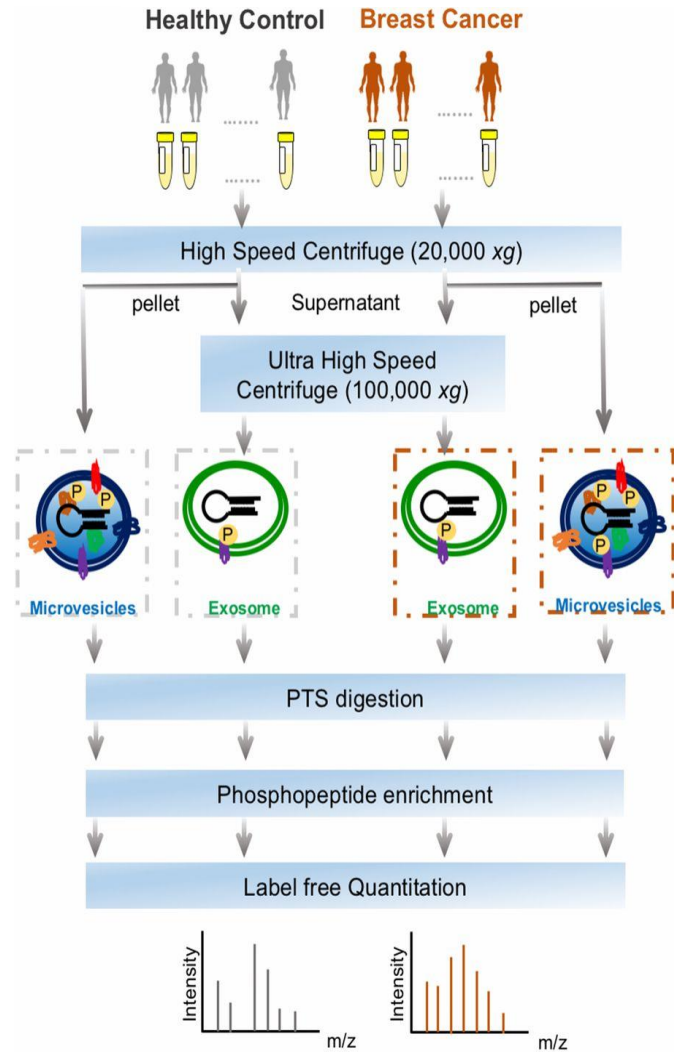 Healthy Control
Breast Cancer
........
........
........
........
High Speed Centrifuge (20,000 xg)
pellet
Supernatant
pellet
Ultra High Speed
Centrifuge (100,000 xg)
P
P
P
P
P
P
P
Microvesicles
Exosome
Exosome
Microvesicles
PTS digestion
Phosphopeptide enrichment
Label free Quantitation
Intensity
m/z
Intensity
m/z